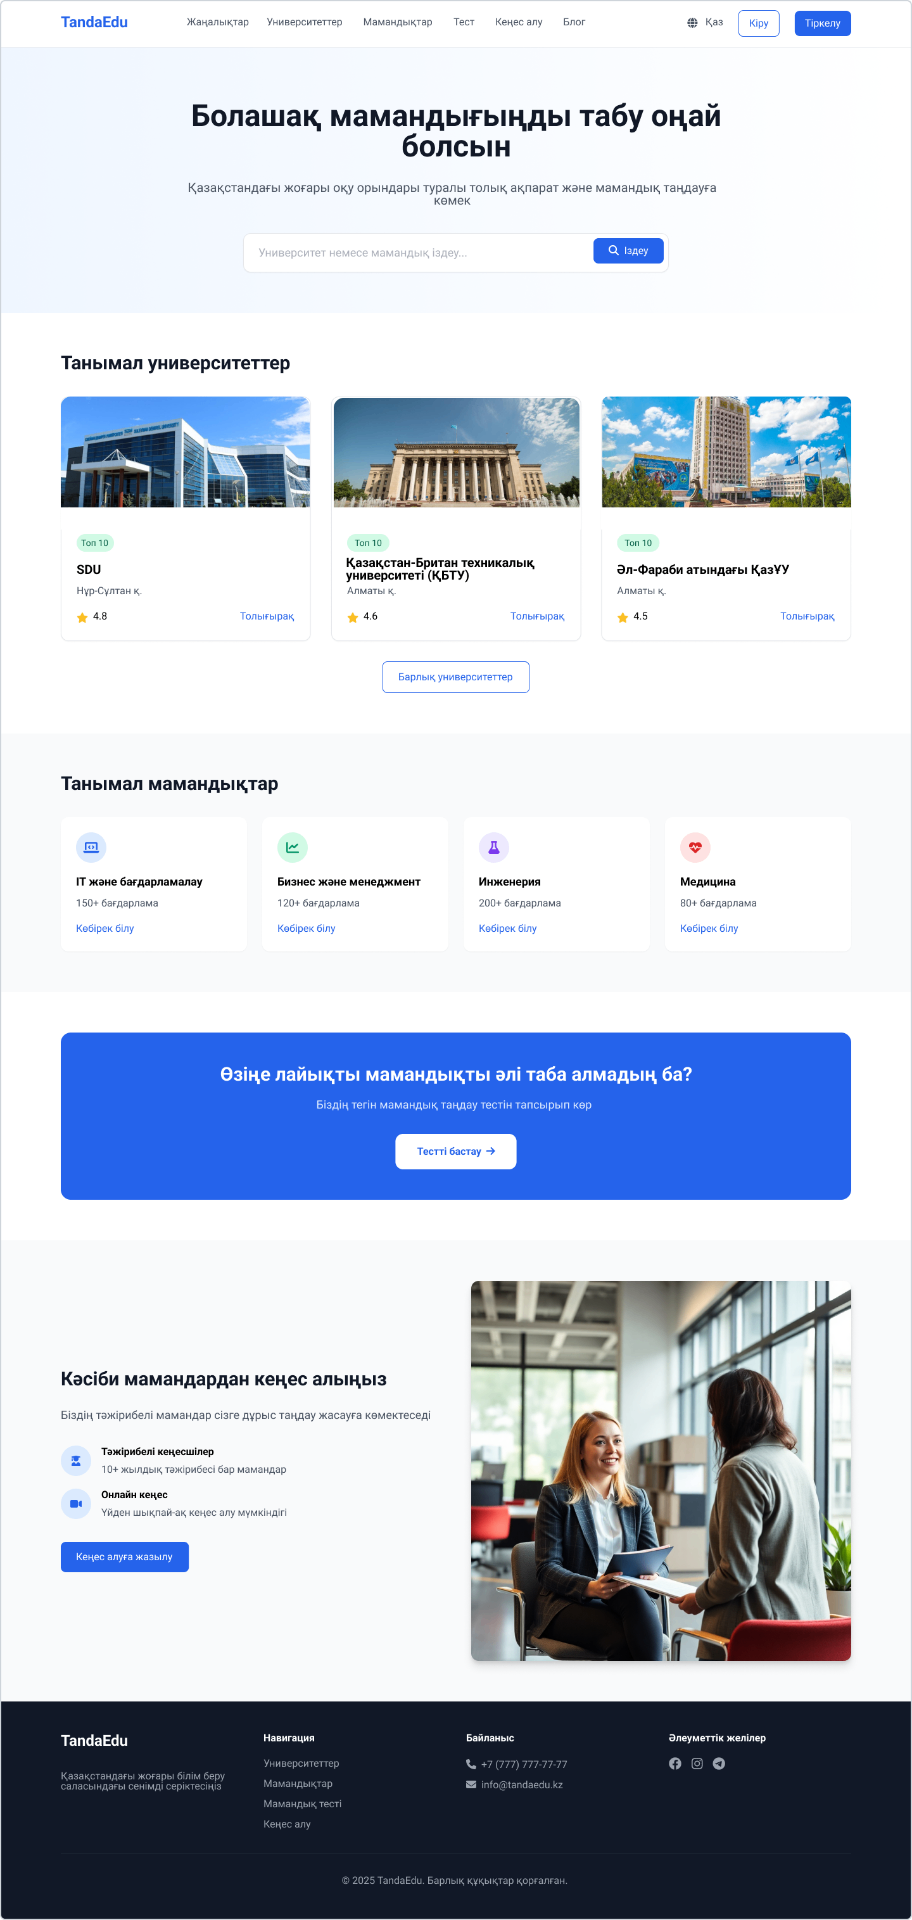 TandaEdu
Жаңалықтар Университеттер Мамандықтар Тест Кеңес алу Блог
Қаз Кіру Тіркелу
Болашақ мамандығыңды табу оңай
болсын
Қазақстандағы жоғары оқу орындары туралы толық ақпарат және мамандық таңдауға
көмек
Университет немесе мамандық іздеу...
Іздеу
Танымал университеттер
Топ 10
SDU
Нұр-Сұлтан қ.
4.8 Толығырақ
Топ 10
Қазақстан-Британ техникалық
университеті (ҚБТУ)
Алматы қ.
4.6 Толығырақ
Топ 10
Әл-Фараби атындағы ҚазҰУ
Алматы қ.
4.5 Толығырақ
Барлық университеттер
Танымал мамандықтар
IT және бағдарламалау
150+ бағдарлама
Көбірек білу
Бизнес және менеджмент
120+ бағдарлама
Көбірек білу
Инженерия
200+ бағдарлама
Көбірек білу
Медицина
80+ бағдарлама
Көбірек білу
Өзіңе лайықты мамандықты әлі таба алмадың ба?
Біздің тегін мамандық таңдау тестін тапсырып көр
Тестті бастау
Кәсіби мамандардан кеңес алыңыз
Біздің тәжірибелі мамандар сізге дұрыс таңдау жасауға көмектеседі
Тәжірибелі кеңесшілер
10+ жылдық тәжірибесі бар мамандар
Онлайн кеңес
Үйден шықпай-ақ кеңес алу мүмкіндігі
Кеңес алуға жазылу
TandaEdu
Қазақстандағы жоғары білім беру
саласындағы сенімді серіктесіңіз
Навигация
Университеттер
Мамандықтар
Мамандық тесті
Кеңес алу
Байланыс
+7 (777) 777-77-77
info@tandaedu.kz
Әлеуметтік желілер
© 2025 TandaEdu. Барлық құқықтар қорғалған.